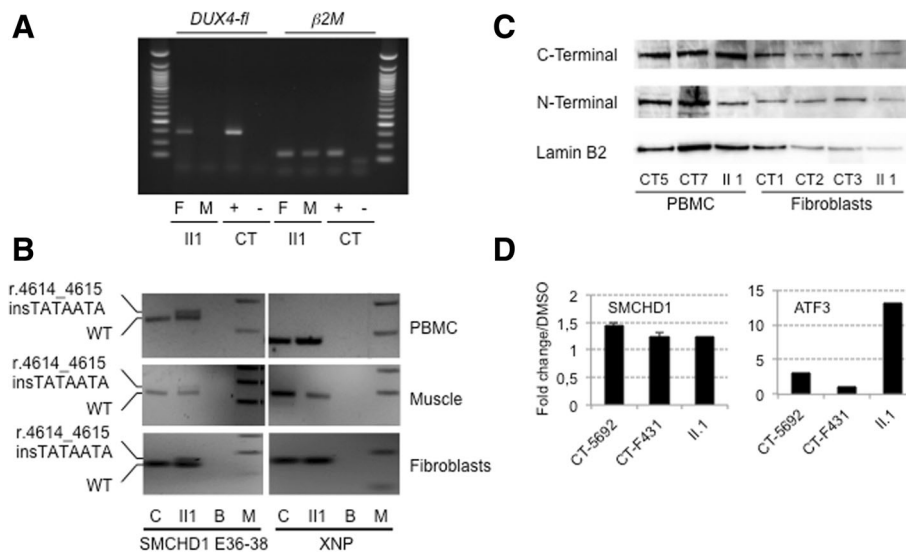 A
DUX4-fl β2M
F M + - F M + -
II1 CT II1 CT
B
r.4614_4615
insTATAATA
WT
PBMC
r.4614_4615
insTATAATA
WT
Muscle
r.4614_4615
insTATAATA
WT
Fibroblasts
C II1 B M C II1 B M
SMCHD1 E36-38 XNP
C
C-Terminal
N-Terminal
Lamin B2
CT5 CT7 II 1 CT1 CT2 CT3 II 1
PBMC Fibroblasts
D
Fold change/DMSO
2
1,5
1
0,5
0
SMCHD1
CT-5692
CT-F431
II.1
15
10
5
0
ATF3
CT-5692
CT-F431
II.1